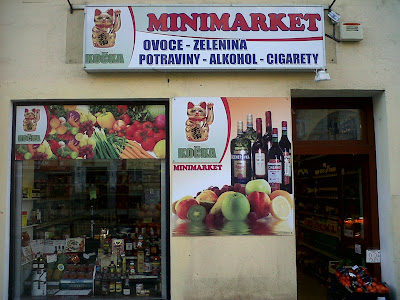 MINIMARKET
OVOCE - ZELENINA
POTRAVINY - ALKOHOL - CIGARETY
KOČKA
KOČKA
KOČKA
MINIMARKET